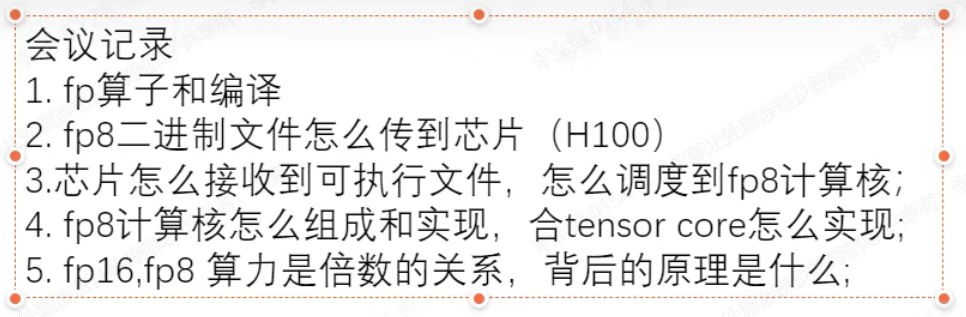 会议记录
1. fp算子和编译
2. fp8二进制文件怎么传到芯片（H100）
3.芯片怎么接收到可执行文件，怎么调度到fp8计算核；
4. fp8计算核怎么组成和实现，合tensor core怎么实现;
5. fp16,fp8 算力是倍数的关系，背后的原理是什么;